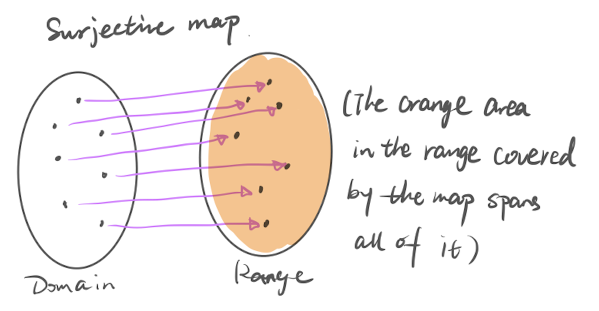 Surjective map
(The orange area
in the range covered
by the map spans
all of it)
Domain
Range